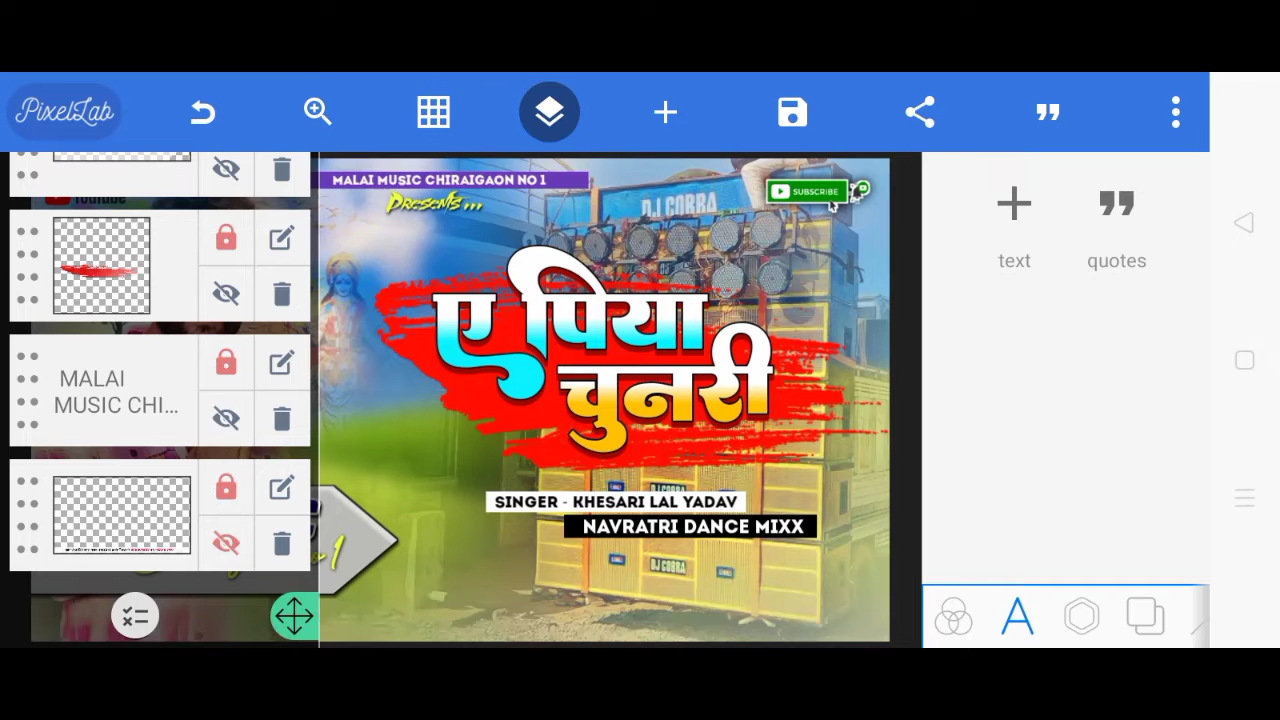 PixelLab
MALAI MUSIC CHIRAIGAON NO 1
Presents...
SUBSCRIBE
DJ COBRA
YouTube
ए पिया
चुनरी
MALAI
MUSIC CHI...
text
quotes
SINGER - KHESARI LAL YADAV
NAVRATRI DANCE MIXX
DJ COBRA